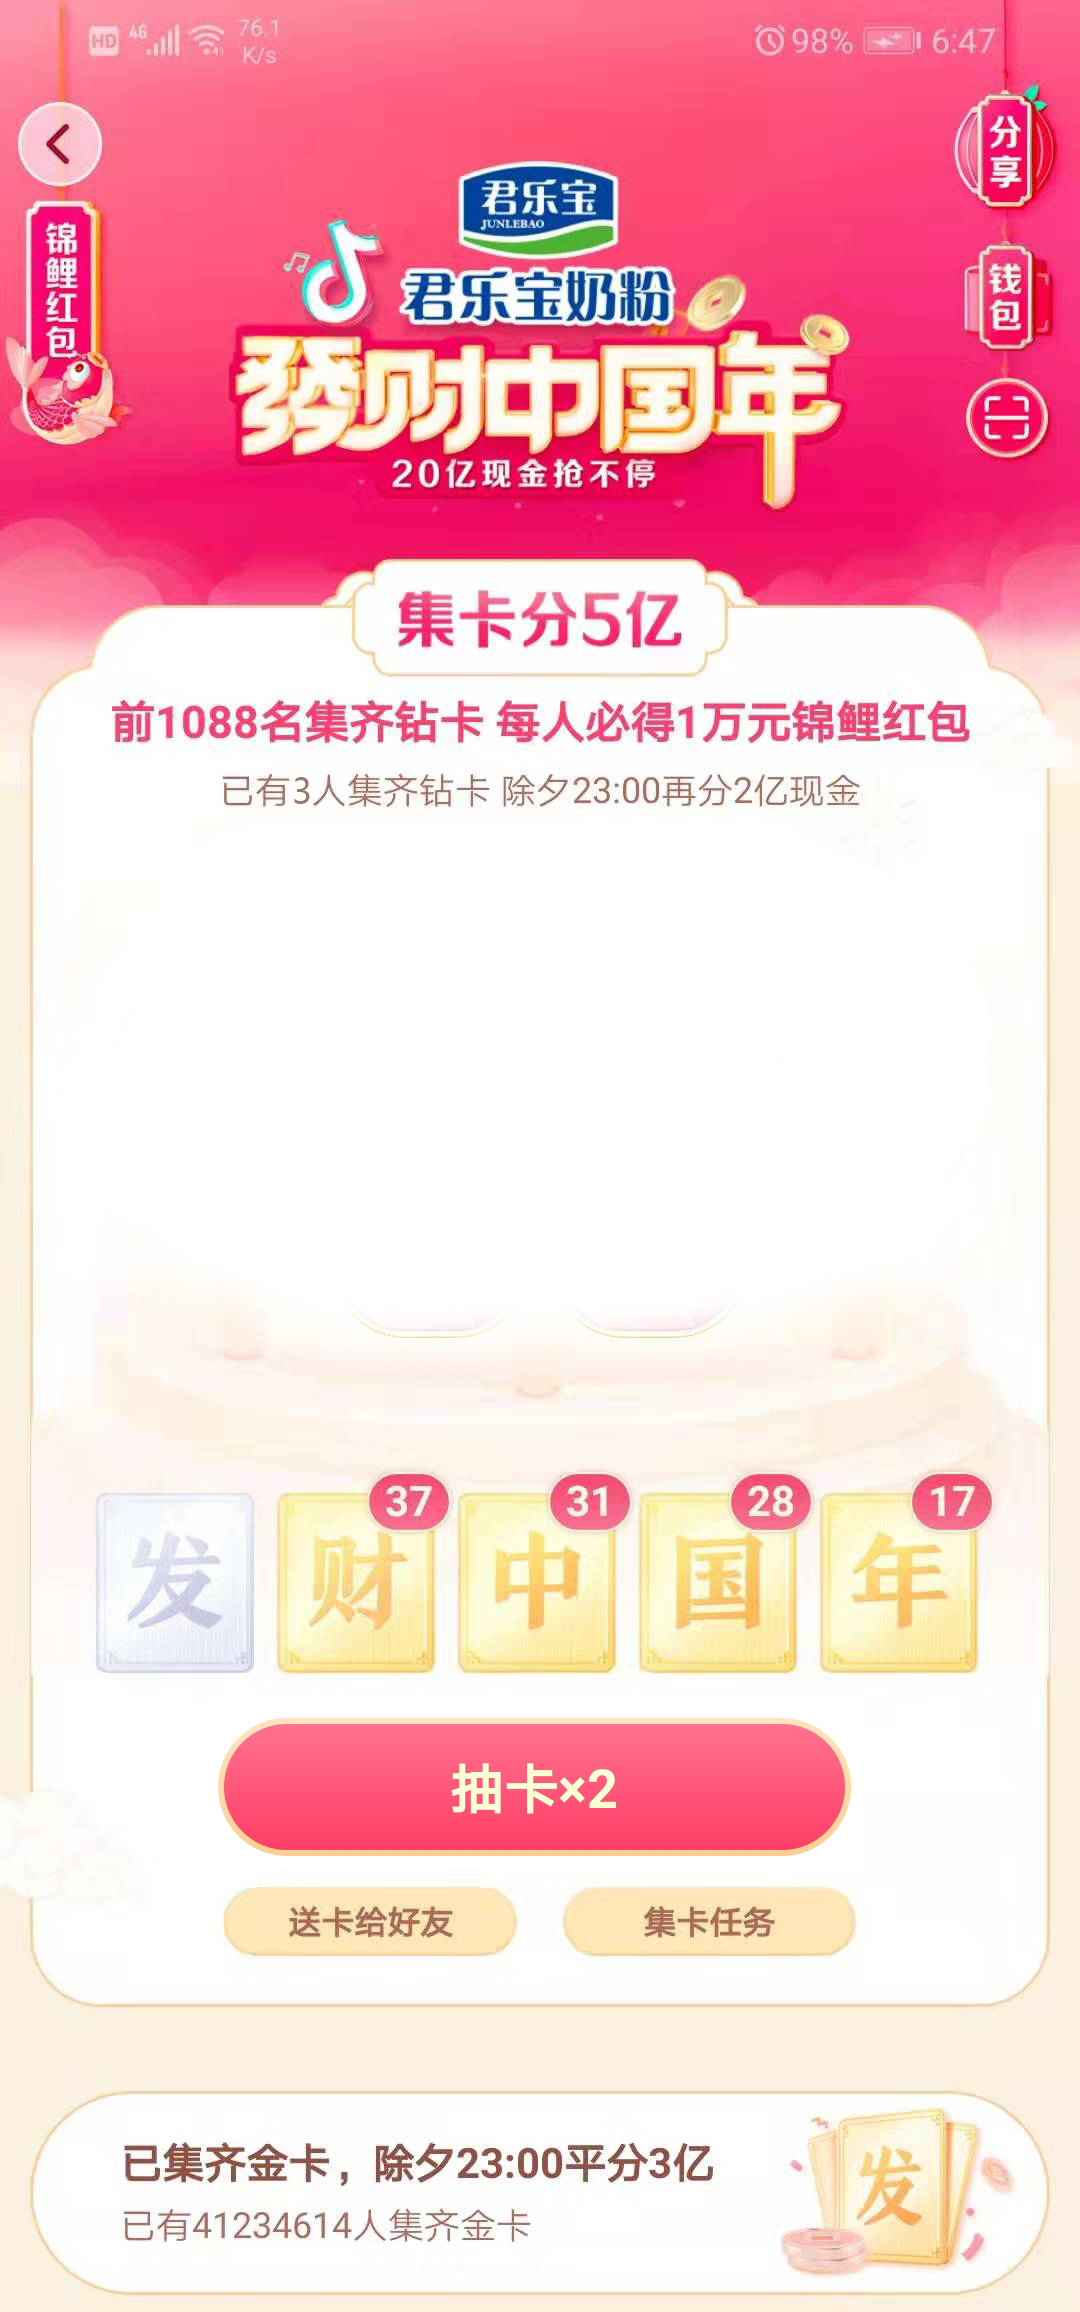 HD 4G 76.1 K/s 98% 6:47
分享
锦鲤红包
钱包
君乐宝
JUNLEBAO
君乐宝奶粉
發财中国年
20亿现金抢不停
集卡分5亿
前1088名集齐钻卡 每人必得1万元锦鲤红包
已有3人集齐钻卡 除夕23:00再分2亿现金
37 31 28 17
发 财 中 国 年
抽卡×2
送卡给好友 集卡任务
已集齐金卡，除夕23:00平分3亿
已有41234614人集齐金卡
发